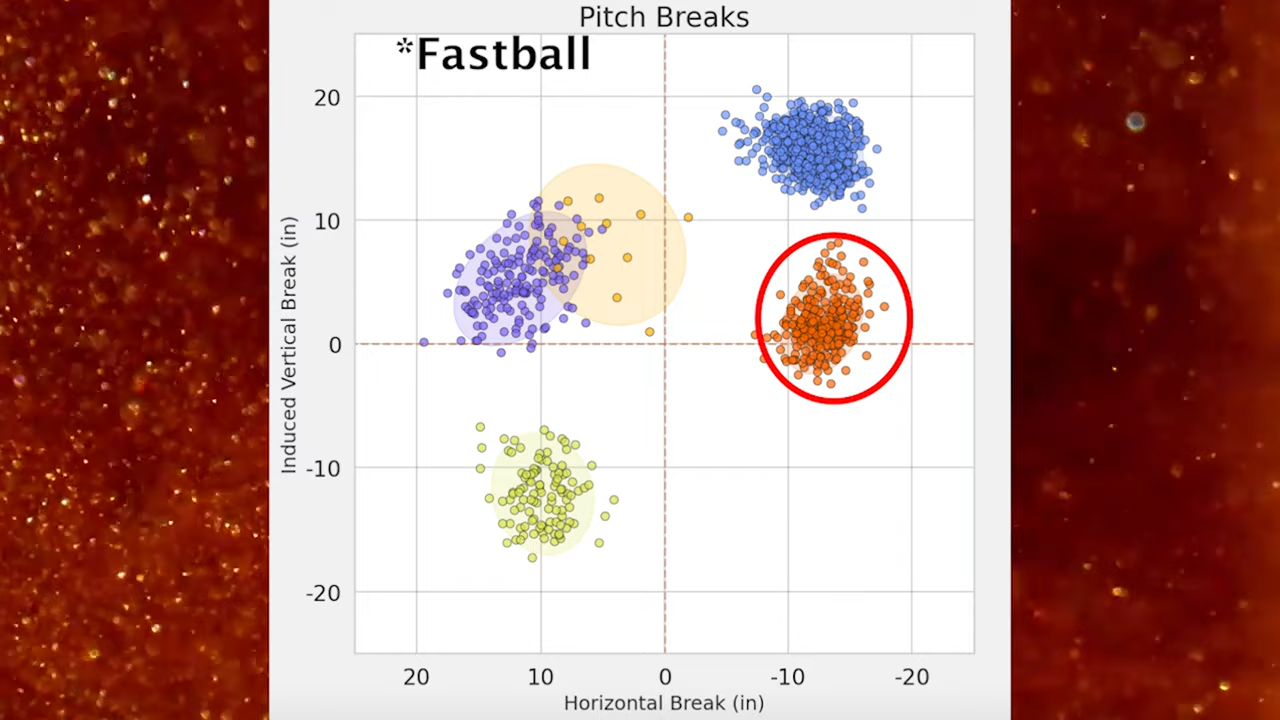 Pitch Breaks
*Fastball
20
10
0
-10
-20
Induced Vertical Break (in)
20
10
0
-10
-20
Horizontal Break (in)